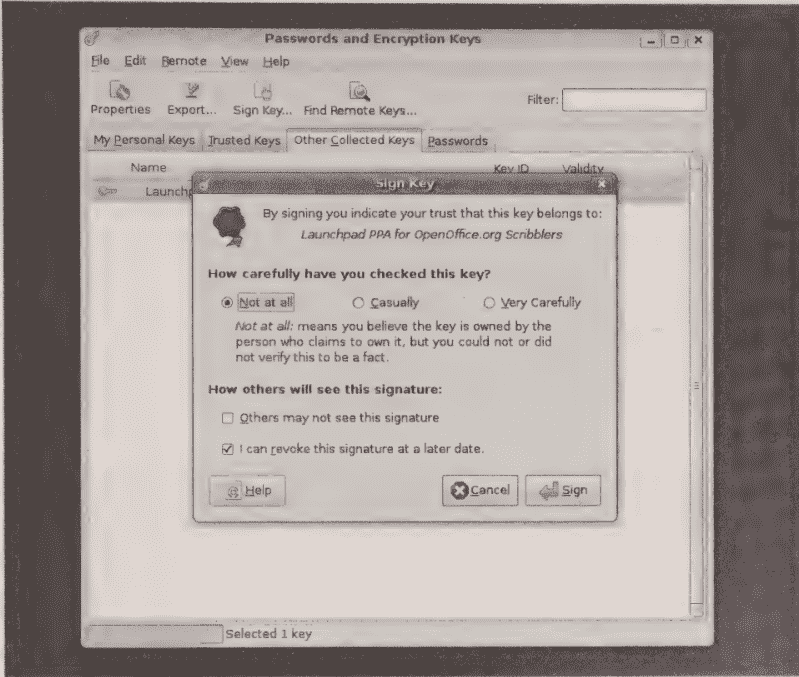 Passwords and Encryption Keys
File Edit Remote View Help
Properties Export... Sign Key... Find Remote Keys... Filter:
My Personal Keys Trusted Keys Other Collected Keys Passwords
Name Key ID Validity
Launchp
Sign Key
By signing you indicate your trust that this key belongs to:
Launchpad PPA for OpenOffice.org Scribblers
How carefully have you checked this key?
Not at all Casually Very Carefully
Not at all: means you believe the key is owned by the
person who claims to own it, but you could not or did
not verify this to be a fact.
How others will see this signature:
Others may not see this signature
I can revoke this signature at a later date.
Help Cancel Sign
Selected 1 key